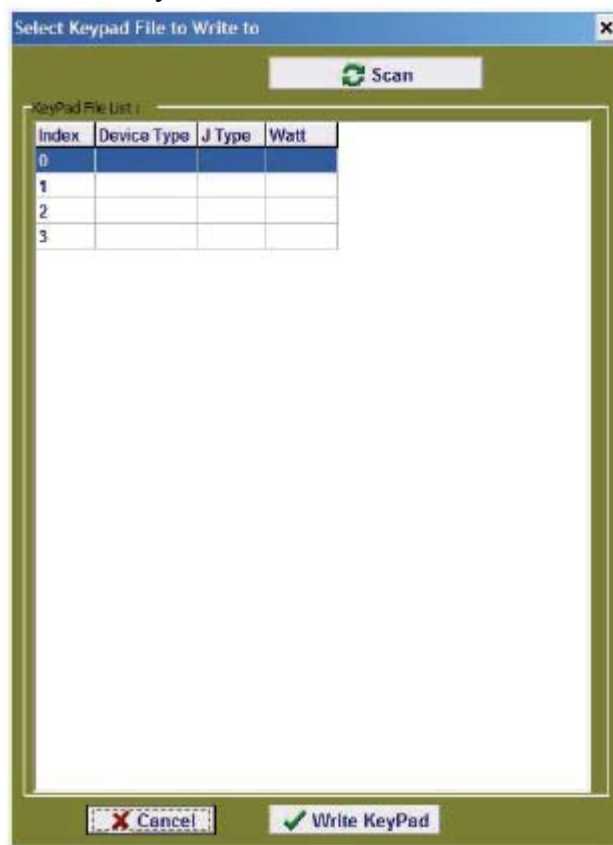 Select Keypad File to Write to
Scan
KeyPad File List :
Index Device Type J Type Watt
0
1
2
3
Cancel Write KeyPad